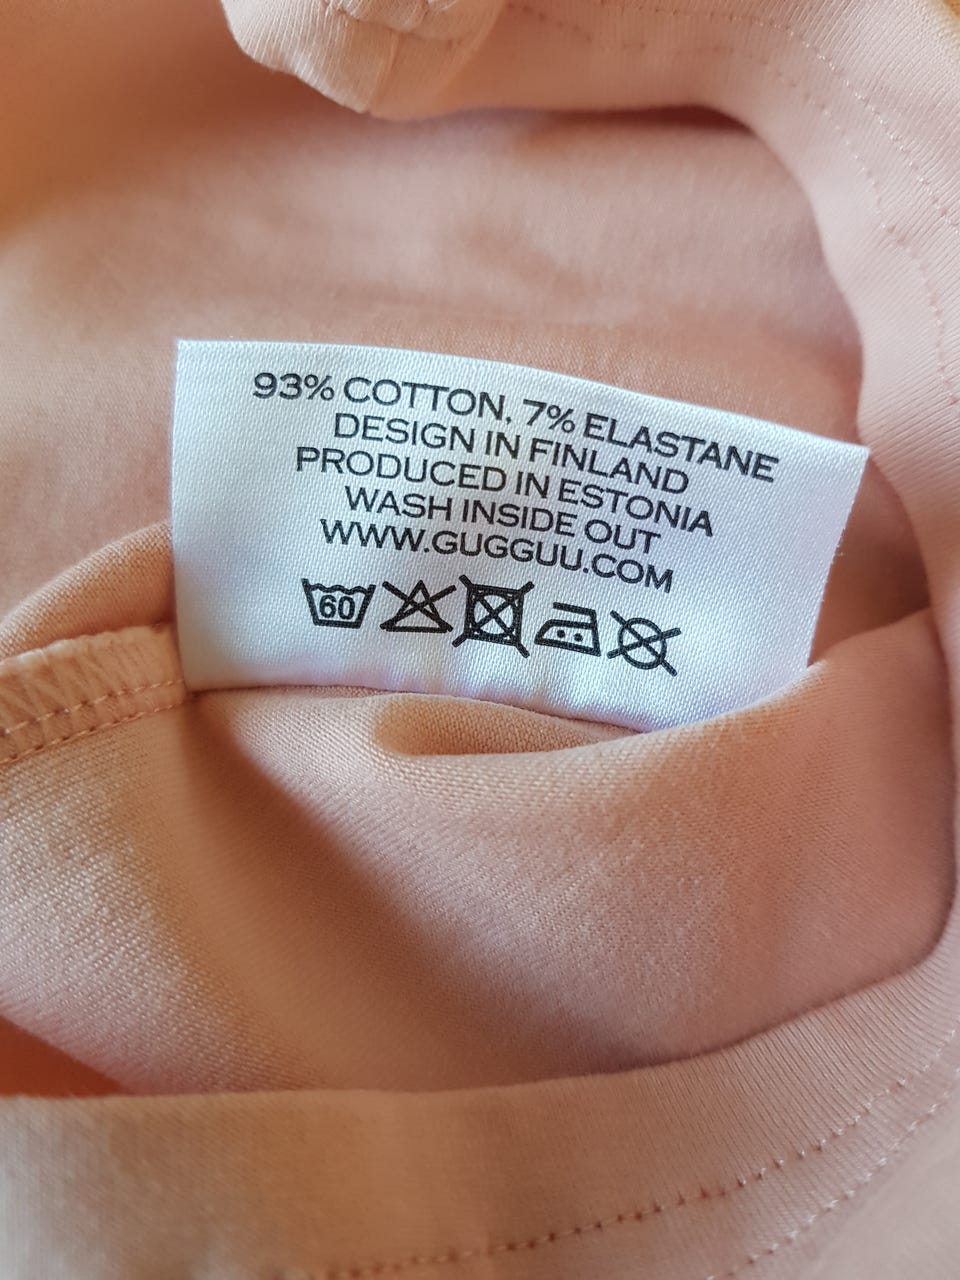 93% COTTON, 7% ELASTANE
DESIGN IN FINLAND
PRODUCED IN ESTONIA
WASH INSIDE OUT
WWW.GUGGUU.COM
60